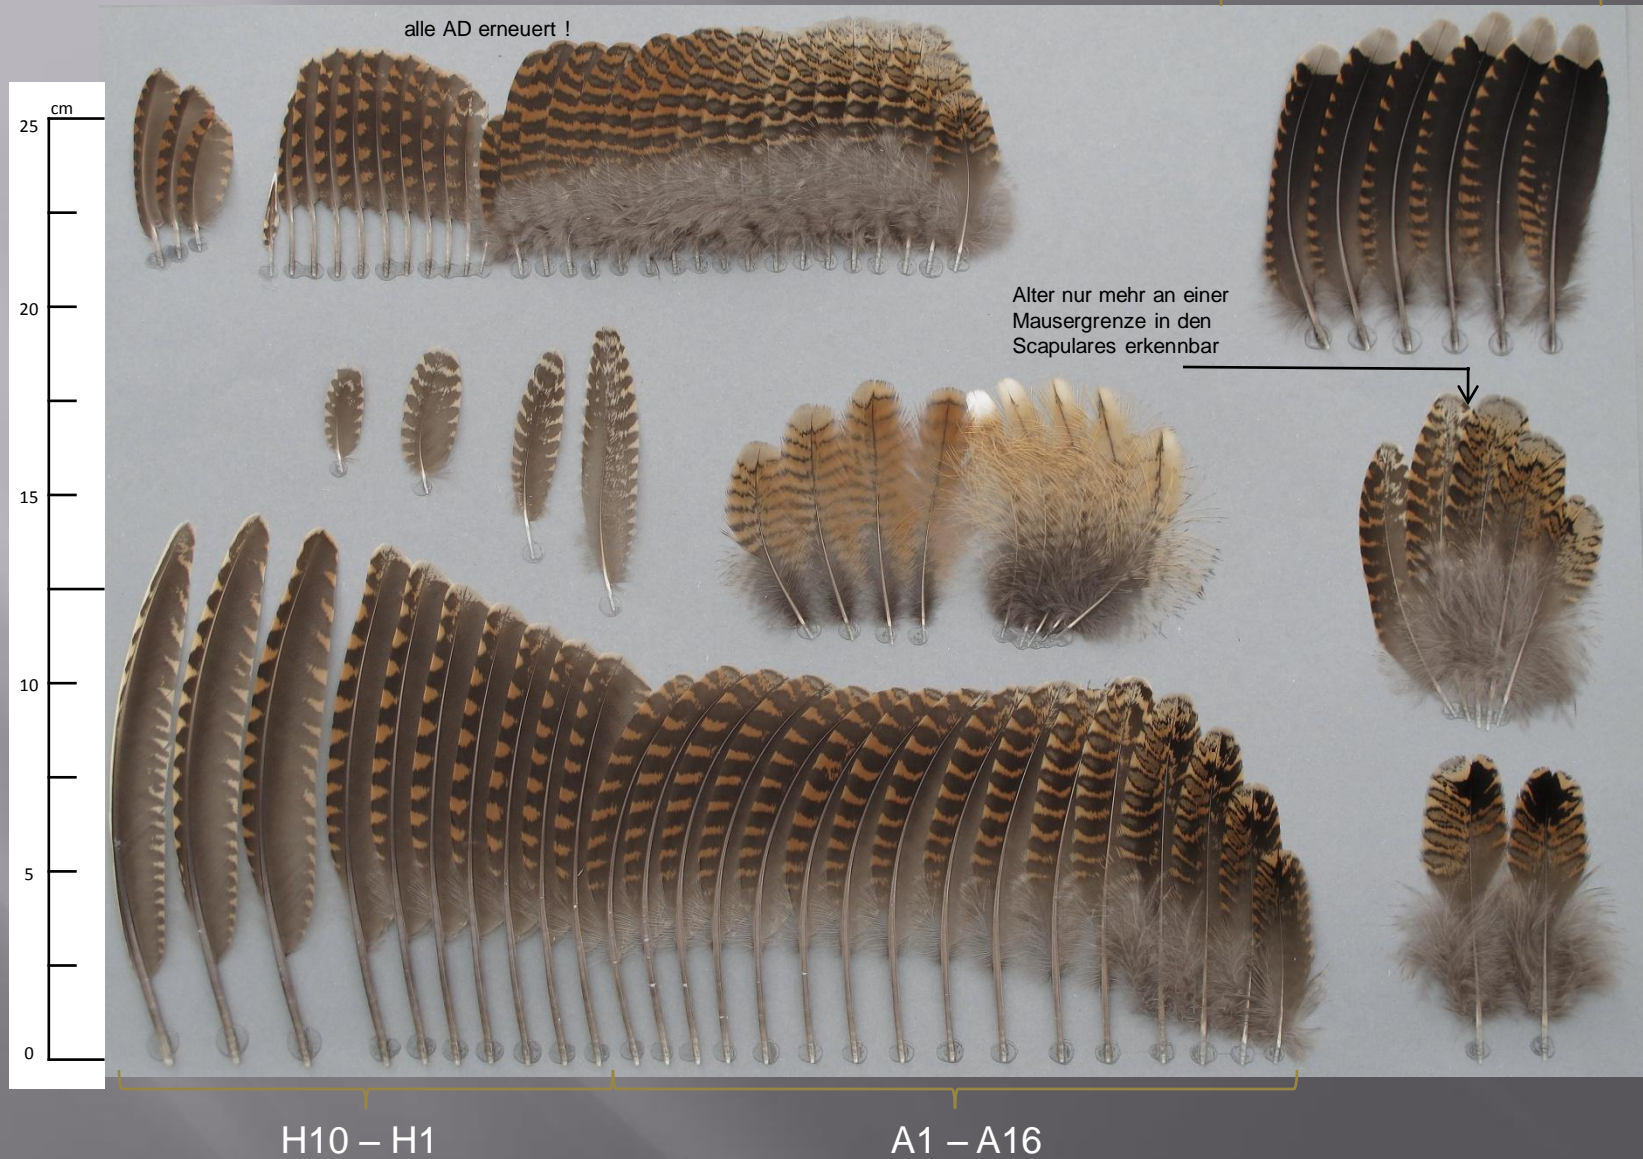 alle AD erneuert !
cm
25
20
15
10
5
0
Alter nur mehr an einer
Mausergrenze in den
Scapulares erkennbar
H10 – H1
A1 – A16